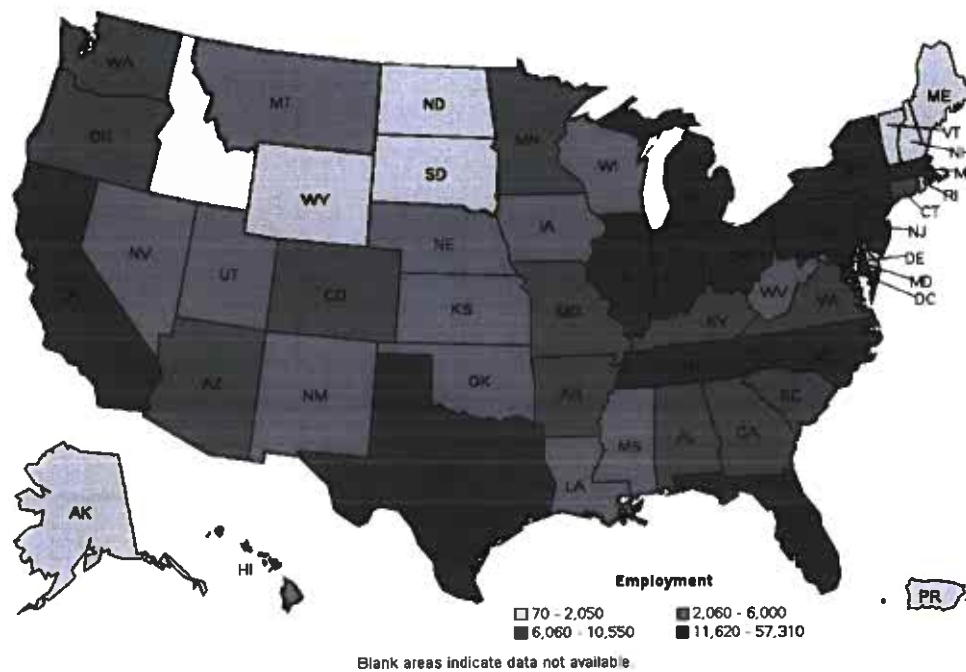 WA
MT
ND
ME
OR
MN
VT
NH
WI
SD
M
WY
RI
CT
IA
NJ
NE
NV
DE
UT
MD
CO
WV
DC
KS
MO
VA
KY
AZ
OK
NM
AR
SC
MS
AL
GA
LA
AK
HI
PR
Employment
70 - 2,050
2,060 - 6,000
6,060 - 10,550
11,620 - 57,310
Blank areas indicate data not available.